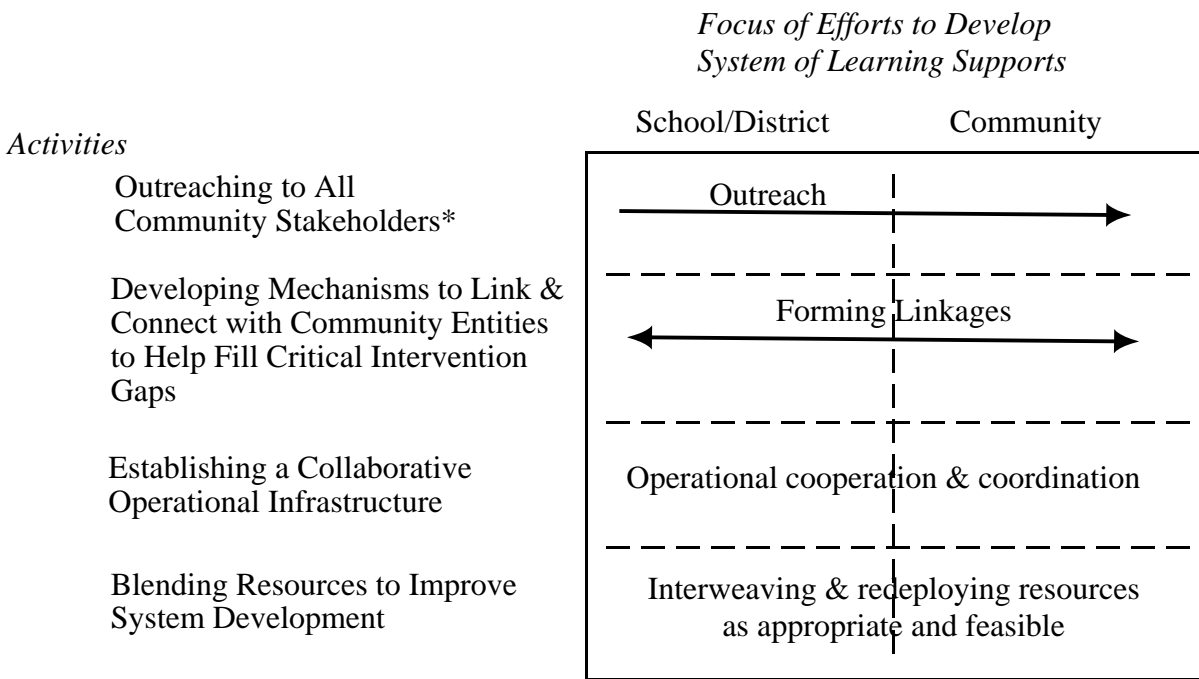 Focus of Efforts to Develop
System of Learning Supports
School/District Community
Activities
Outreaching to All
Community Stakeholders*
Outreach
Developing Mechanisms to Link &
Connect with Community Entities
to Help Fill Critical Intervention
Gaps
Forming Linkages
Establishing a Collaborative
Operational Infrastructure
Operational cooperation & coordination
Blending Resources to Improve
System Development
Interweaving & redeploying resources
as appropriate and feasible